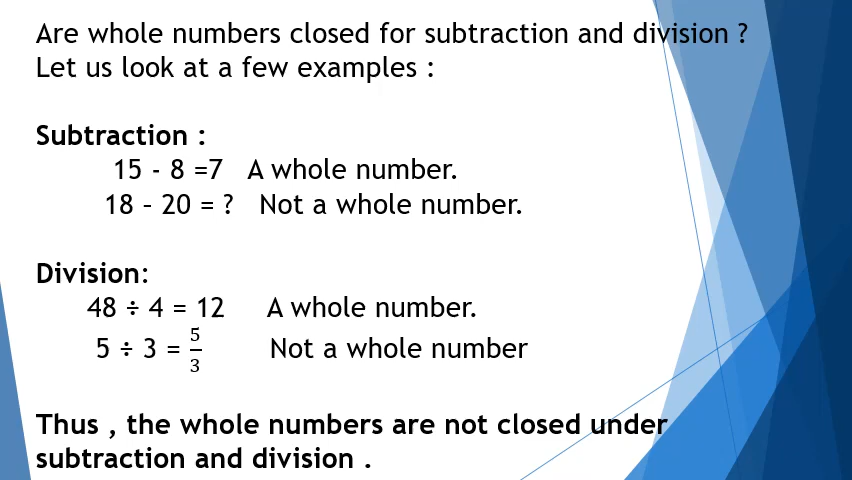 Are whole numbers closed for subtraction and division ?
Let us look at a few examples :
Subtraction :
15 - 8 =7 A whole number.
18 – 20 = ? Not a whole number.
Division:
48 ÷ 4 = 12 A whole number.
5 ÷ 3 = 5/3 Not a whole number
Thus , the whole numbers are not closed under
subtraction and division .